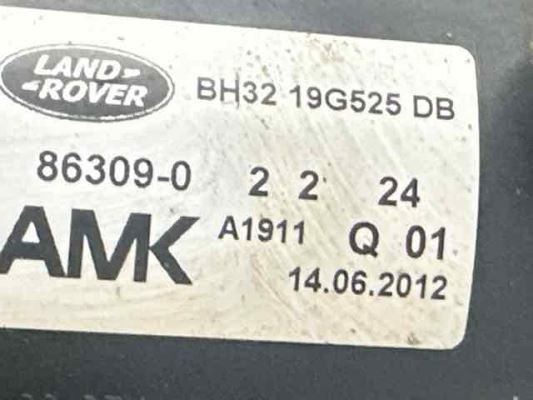 LAND
ROVER
BH32 19G525 DB
86309-0 2 2 24
AMK A1911 Q 01
14.06.2012